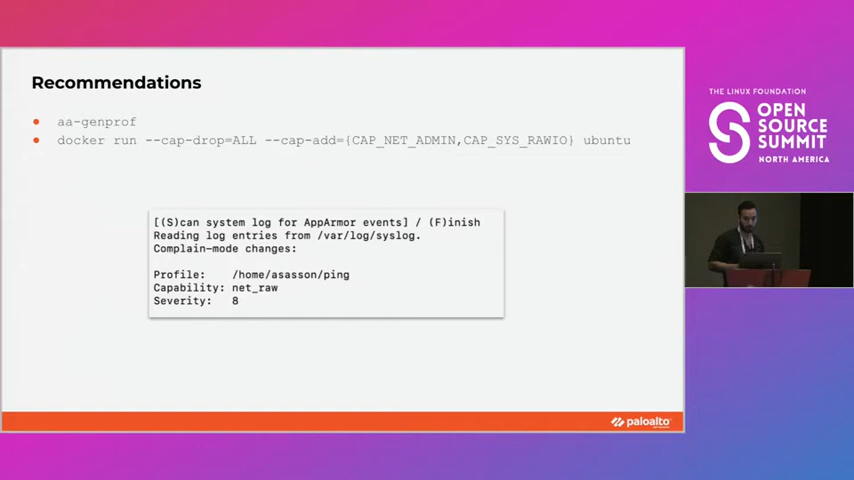 Recommendations
aa-genprof
docker run --cap-drop=ALL --cap-add={CAP_NET_ADMIN,CAP_SYS_RAWIO} ubuntu
[(S)can system log for AppArmor events] / (F)inish
Reading log entries from /var/log/syslog.
Complain-mode changes:
Profile: /home/asasson/ping
Capability: net_raw
Severity: 8
paloalto
THE LINUX FOUNDATION
OPEN
SOURCE
SUMMIT
NORTH AMERICA